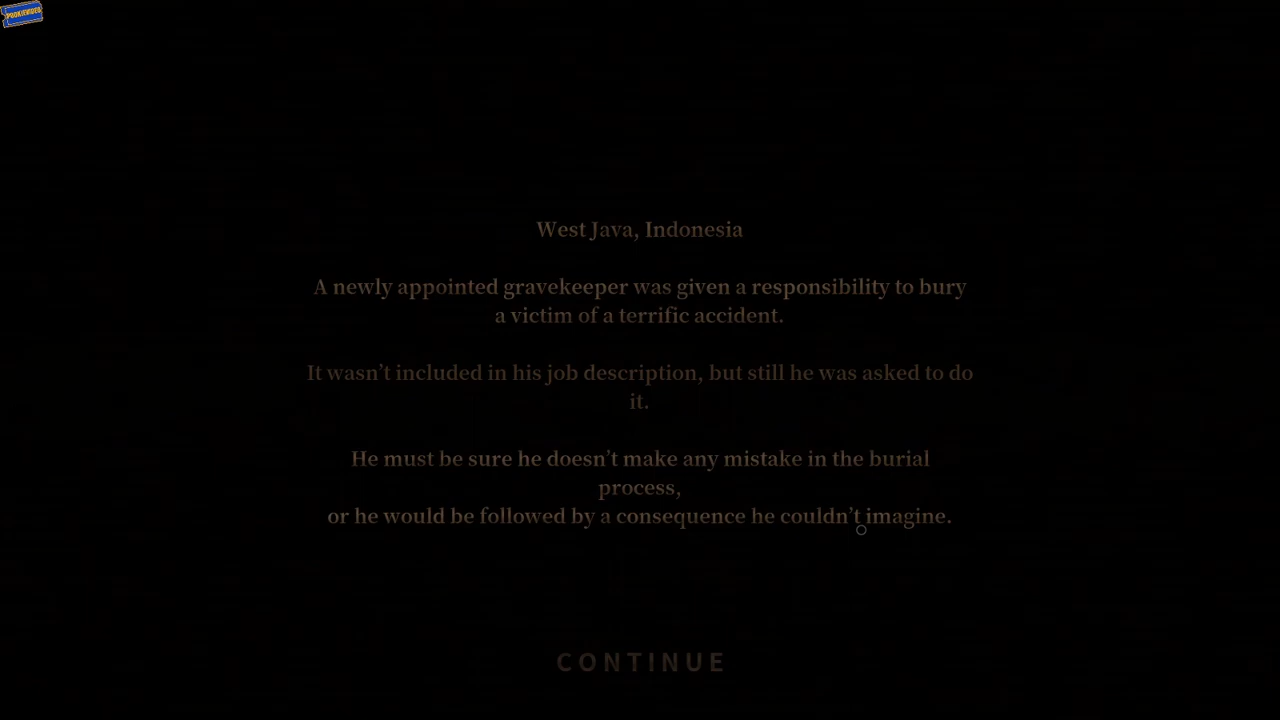 POOKIEVIDEO
West Java, Indonesia
A newly appointed gravekeeper was given a responsibility to bury
a victim of a terrific accident.
It wasn’t included in his job description, but still he was asked to do
it.
He must be sure he doesn’t make any mistake in the burial
process,
or he would be followed by a consequence he couldn’t imagine.
CONTINUE